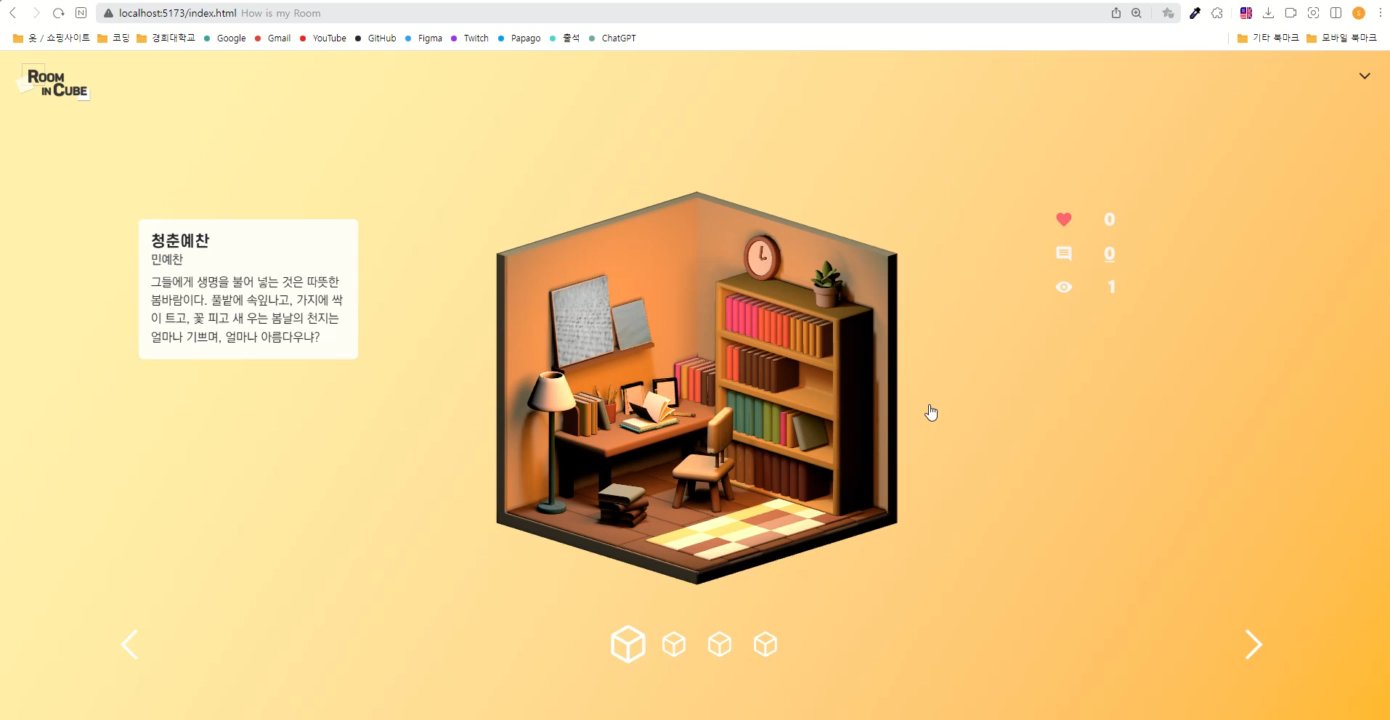 localhost:5173/index.html How is my Room
옷 / 쇼핑사이트 코딩 경희대학교 Google Gmail YouTube GitHub Figma Twitch Papago 출석 ChatGPT 기타 북마크 모바일 북마크
ROOM
IN CUBE
청춘예찬
민예찬
그들에게 생명을 불어 넣는 것은 따뜻한
봄바람이다. 풀밭에 속잎나고, 가지에 싹
이 트고, 꽃 피고 새 우는 봄날의 천지는
얼마나 기쁘며, 얼마나 아름다우냐?
0
0
1